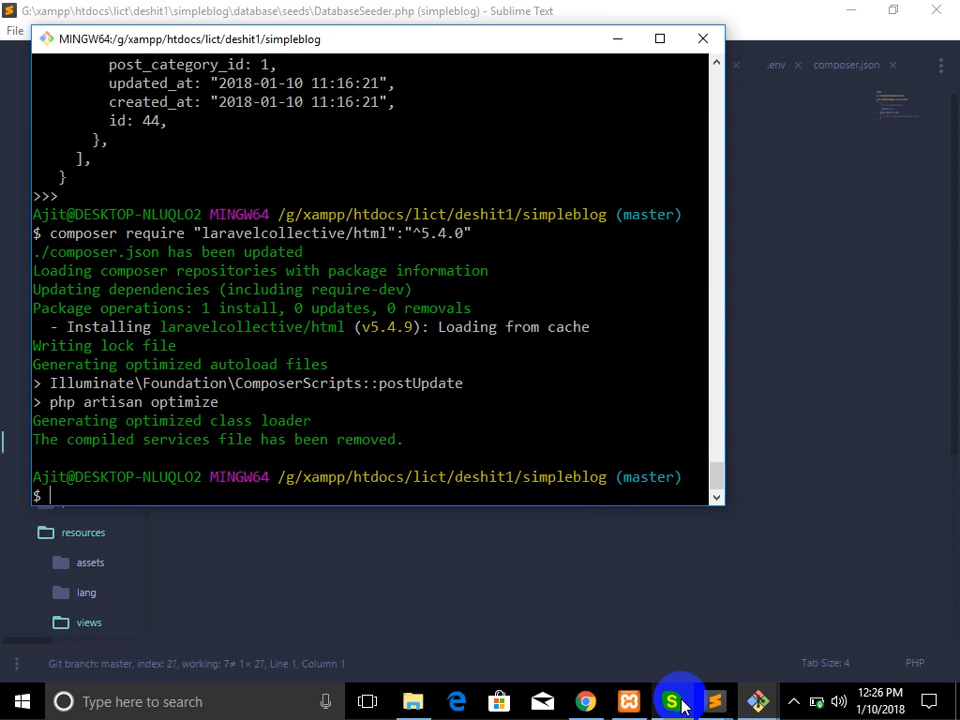 G:\xampp\htdocs\lict\deshit1\simpleblog\database\seeds\DatabaseSeeder.php (simpleblog) - Sublime Text
File
MINGW64:/g/xampp/htdocs/lict/deshit1/simpleblog
.env
composer.json
post_category_id: 1,
updated_at: "2018-01-10 11:16:21",
created_at: "2018-01-10 11:16:21",
id: 44,
},
],
}
>>>
Ajit@DESKTOP-NLUQLO2 MINGW64 /g/xampp/htdocs/lict/deshit1/simpleblog (master)
$ composer require "laravelcollective/html":"^5.4.0"
./composer.json has been updated
Loading composer repositories with package information
Updating dependencies (including require-dev)
Package operations: 1 install, 0 updates, 0 removals
- Installing laravelcollective/html (v5.4.9): Loading from cache
Writing lock file
Generating optimized autoload files
> Illuminate\Foundation\ComposerScripts::postUpdate
> php artisan optimize
Generating optimized class loader
The compiled services file has been removed.
Ajit@DESKTOP-NLUQLO2 MINGW64 /g/xampp/htdocs/lict/deshit1/simpleblog (master)
$
resources
assets
lang
views
Git branch: master, index: 2?, working: 7≠ 1× 2?, Line 1, Column 1
Tab Size: 4
PHP
Type here to search
12:26 PM
1/10/2018